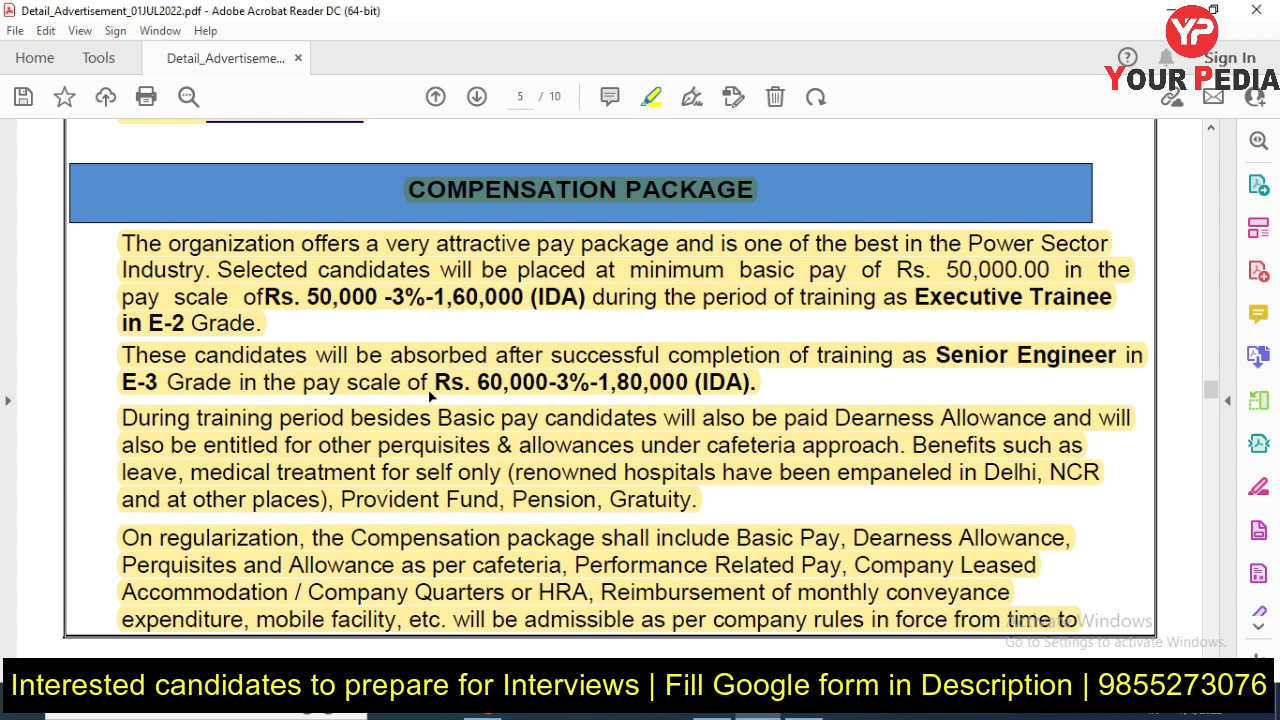 Detail_Advertisement_01JUL2022.pdf - Adobe Acrobat Reader DC (64-bit)
File Edit View Sign Window Help
YP
YOUR PEDIA
Home Tools Detail_Advertiseme... Sign In
5 / 10
COMPENSATION PACKAGE
The organization offers a very attractive pay package and is one of the best in the Power Sector
Industry. Selected candidates will be placed at minimum basic pay of Rs. 50,000.00 in the
pay scale ofRs. 50,000 -3%-1,60,000 (IDA) during the period of training as Executive Trainee
in E-2 Grade.
These candidates will be absorbed after successful completion of training as Senior Engineer in
E-3 Grade in the pay scale of Rs. 60,000-3%-1,80,000 (IDA).
During training period besides Basic pay candidates will also be paid Dearness Allowance and will
also be entitled for other perquisites & allowances under cafeteria approach. Benefits such as
leave, medical treatment for self only (renowned hospitals have been empaneled in Delhi, NCR
and at other places), Provident Fund, Pension, Gratuity.
On regularization, the Compensation package shall include Basic Pay, Dearness Allowance,
Perquisites and Allowance as per cafeteria, Performance Related Pay, Company Leased
Accommodation / Company Quarters or HRA, Reimbursement of monthly conveyance
expenditure, mobile facility, etc. will be admissible as per company rules in force from time to
Activate Windows
Go to Settings to activate Windows.
Interested candidates to prepare for Interviews | Fill Google form in Description | 9855273076